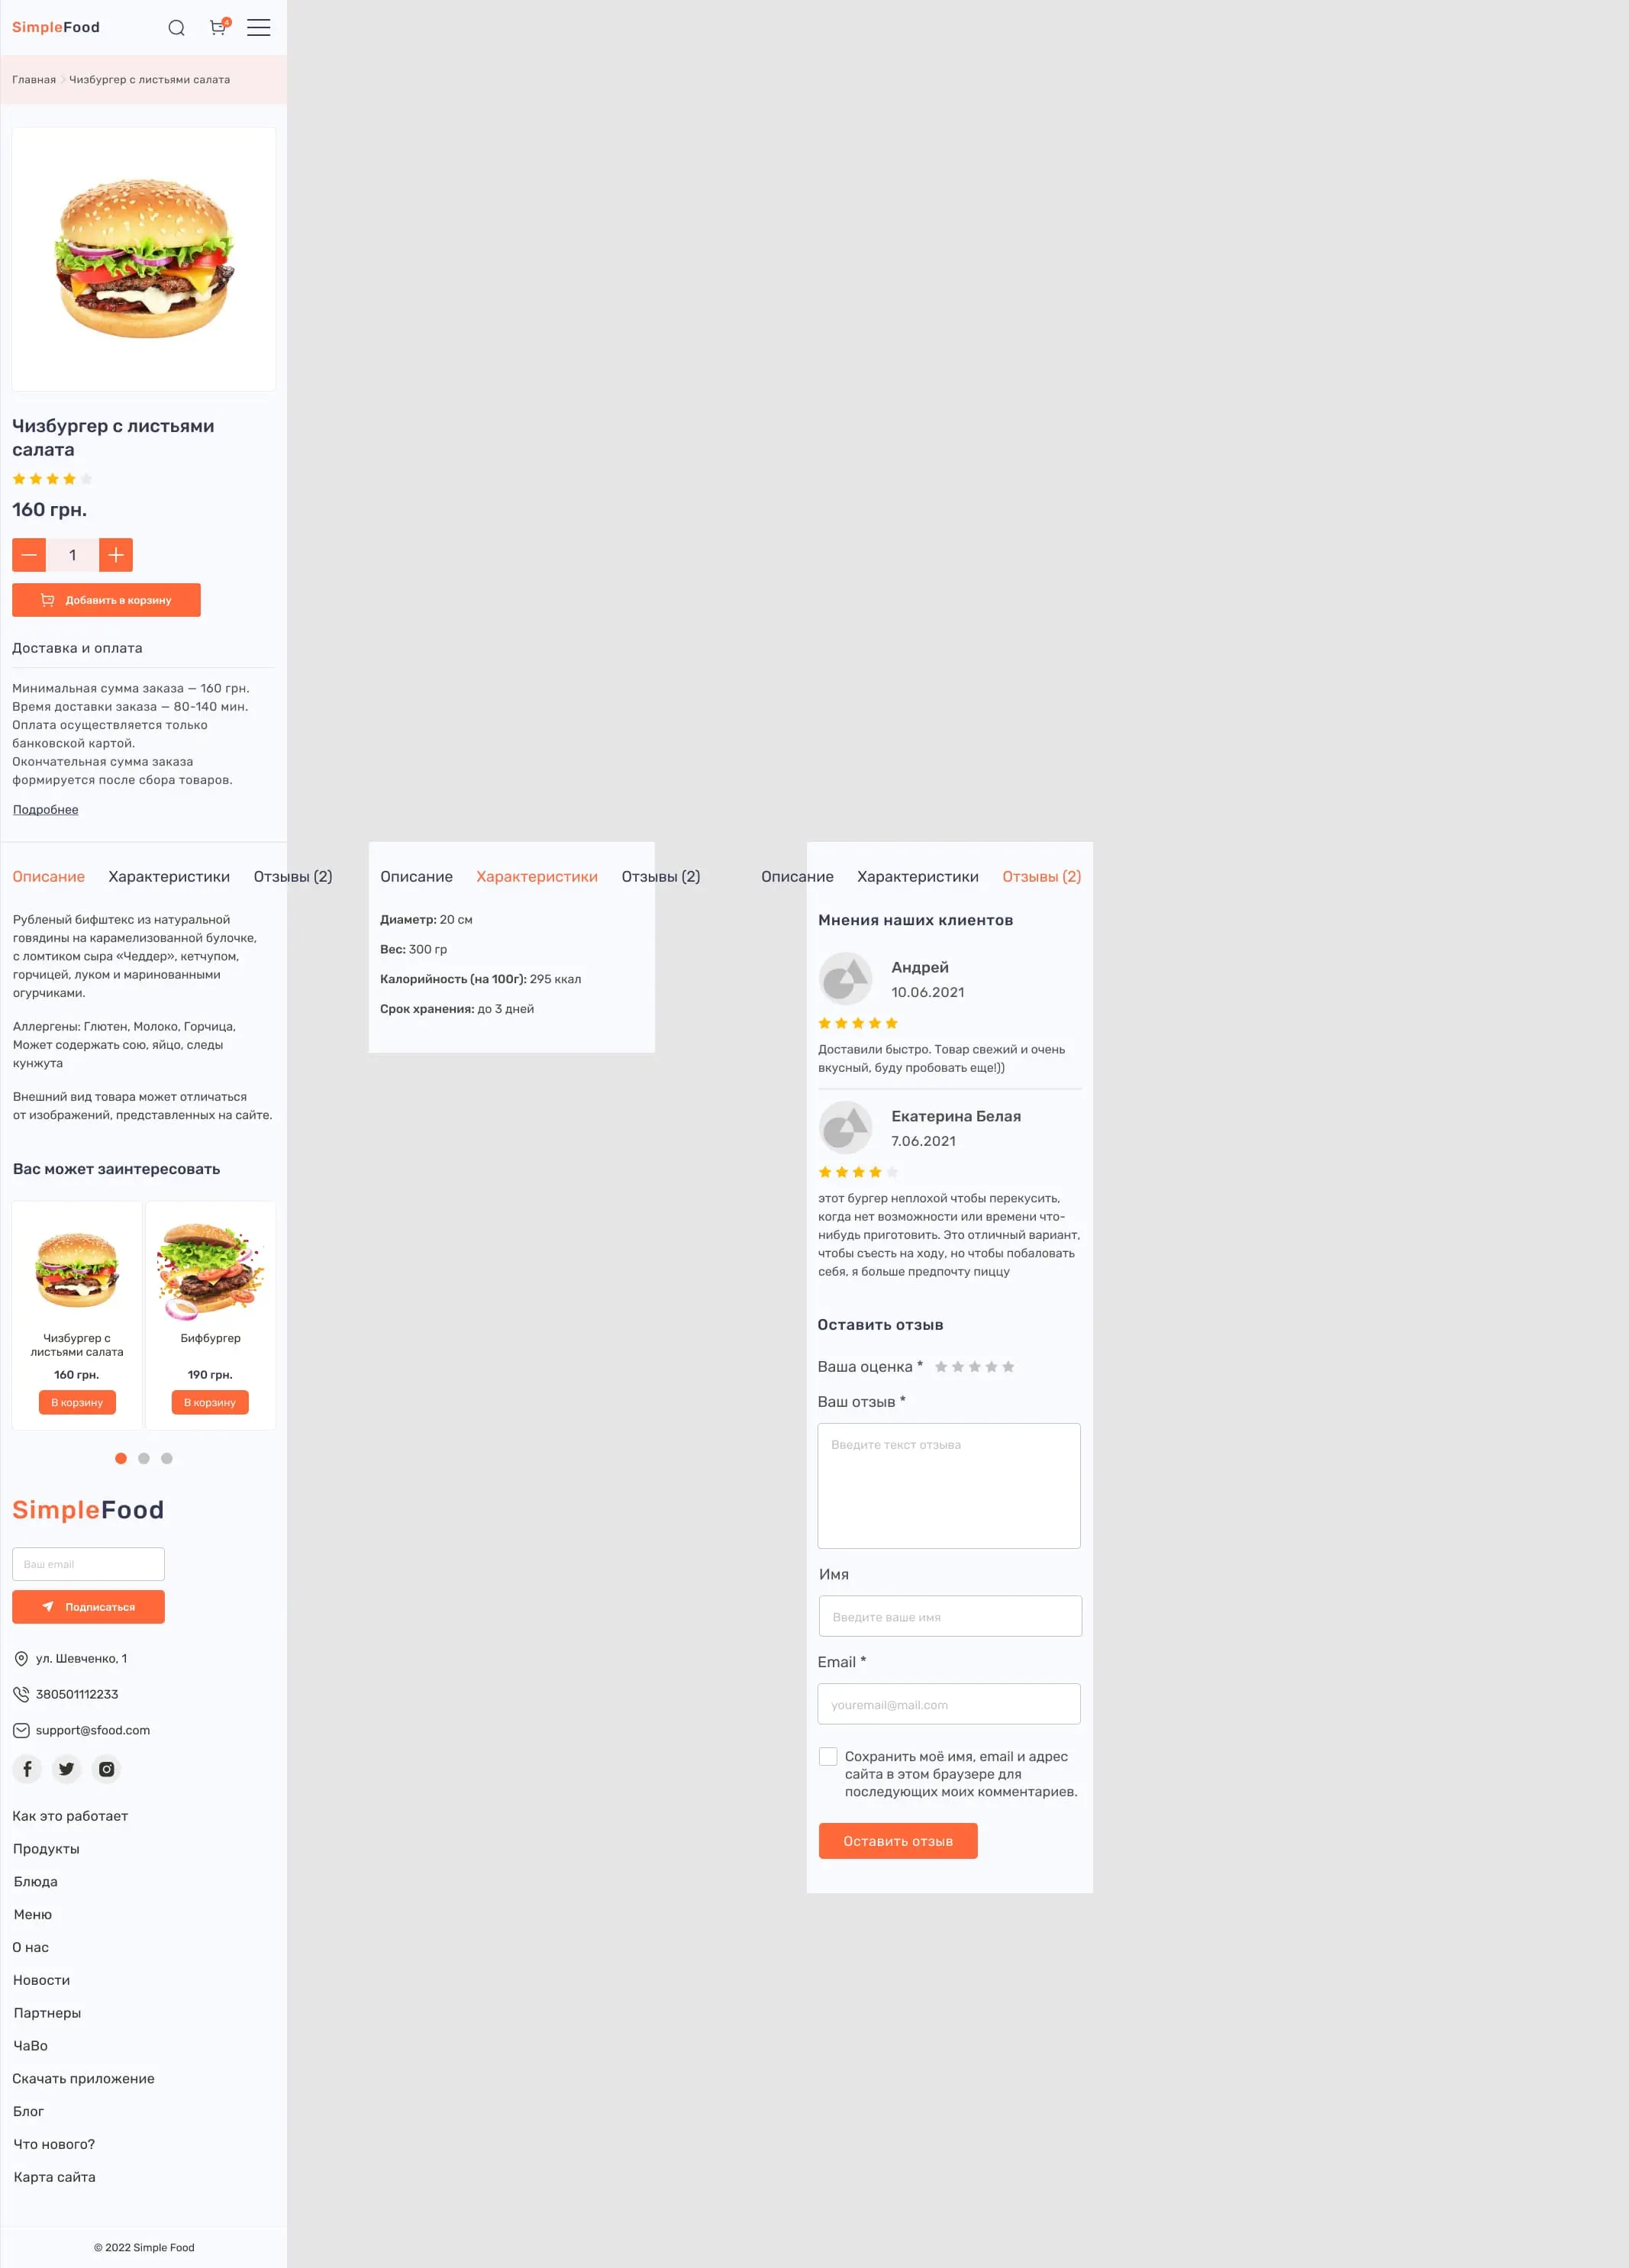 SimpleFood
4
Главная
Чизбургер с листьями салата
Чизбургер с листьями
салата
160 грн.
1
Добавить в корзину
Доставка и оплата
Минимальная сумма заказа — 160 грн.
Время доставки заказа — 80-140 мин.
Оплата осуществляется только
банковской картой.
Окончательная сумма заказа
формируется после сбора товаров.
Подробнее
Описание Характеристики Отзывы (2)
Рубленый бифштекс из натуральной
говядины на карамелизованной булочке,
с ломтиком сыра «Чеддер», кетчупом,
горчицей, луком и маринованными
огурчиками.
Аллергены: Глютен, Молоко, Горчица,
Может содержать сою, яйцо, следы
кунжута
Внешний вид товара может отличаться
от изображений, представленных на сайте.
Вас может заинтересовать
Чизбургер с
листьями салата
160 грн.
В корзину
Бифбургер
190 грн.
В корзину
SimpleFood
Ваш email
Подписаться
ул. Шевченко, 1
380501112233
support@sfood.com
Как это работает
Продукты
Блюда
Меню
О нас
Новости
Партнеры
ЧаВо
Скачать приложение
Блог
Что нового?
Карта сайта
© 2022 Simple Food
Описание Характеристики Отзывы (2)
Диаметр: 20 см
Вес: 300 гр
Калорийность (на 100г): 295 ккал
Срок хранения: до 3 дней
Описание Характеристики Отзывы (2)
Мнения наших клиентов
Андрей
10.06.2021
Доставили быстро. Товар свежий и очень
вкусный, буду пробовать еще!))
Екатерина Белая
7.06.2021
этот бургер неплохой чтобы перекусить,
когда нет возможности или времени что-
нибудь приготовить. Это отличный вариант,
чтобы съесть на ходу, но чтобы побаловать
себя, я больше предпочту пиццу
Оставить отзыв
Ваша оценка *
Ваш отзыв *
Введите текст отзыва
Имя
Введите ваше имя
Email *
youremail@mail.com
Сохранить моё имя, email и адрес
сайта в этом браузере для
последующих моих комментариев.
Оставить отзыв